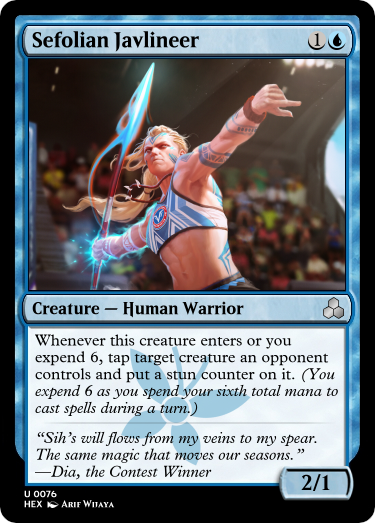 Sefolian Javlineer 1
Creature — Human Warrior
Whenever this creature enters or you
expend 6, tap target creature an opponent
controls and put a stun counter on it. (You
expend 6 as you spend your sixth total mana to
cast spells during a turn.)
“Sih’s will flows from my veins to my spear.
The same magic that moves our seasons.”
—Dia, the Contest Winner
2/1
U 0076
HEX Arif Wijaya